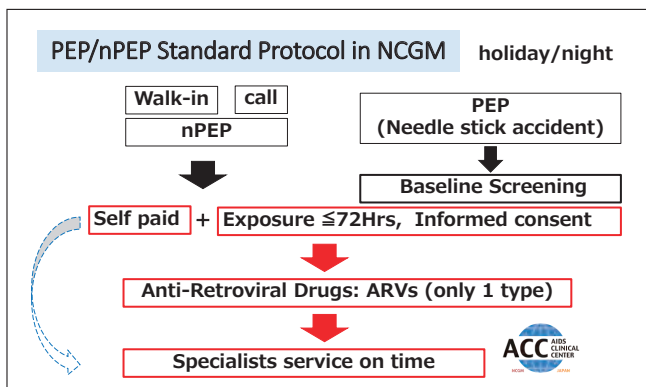 PEP/nPEP Standard Protocol in NCGM
holiday/night
Walk-in
call
nPEP
PEP
(Needle stick accident)
Baseline Screening
Self paid + Exposure ≦72Hrs, Informed consent
Anti-Retroviral Drugs: ARVs (only 1 type)
Specialists service on time
ACC AIDS
CLINICAL
CENTER
NCGM